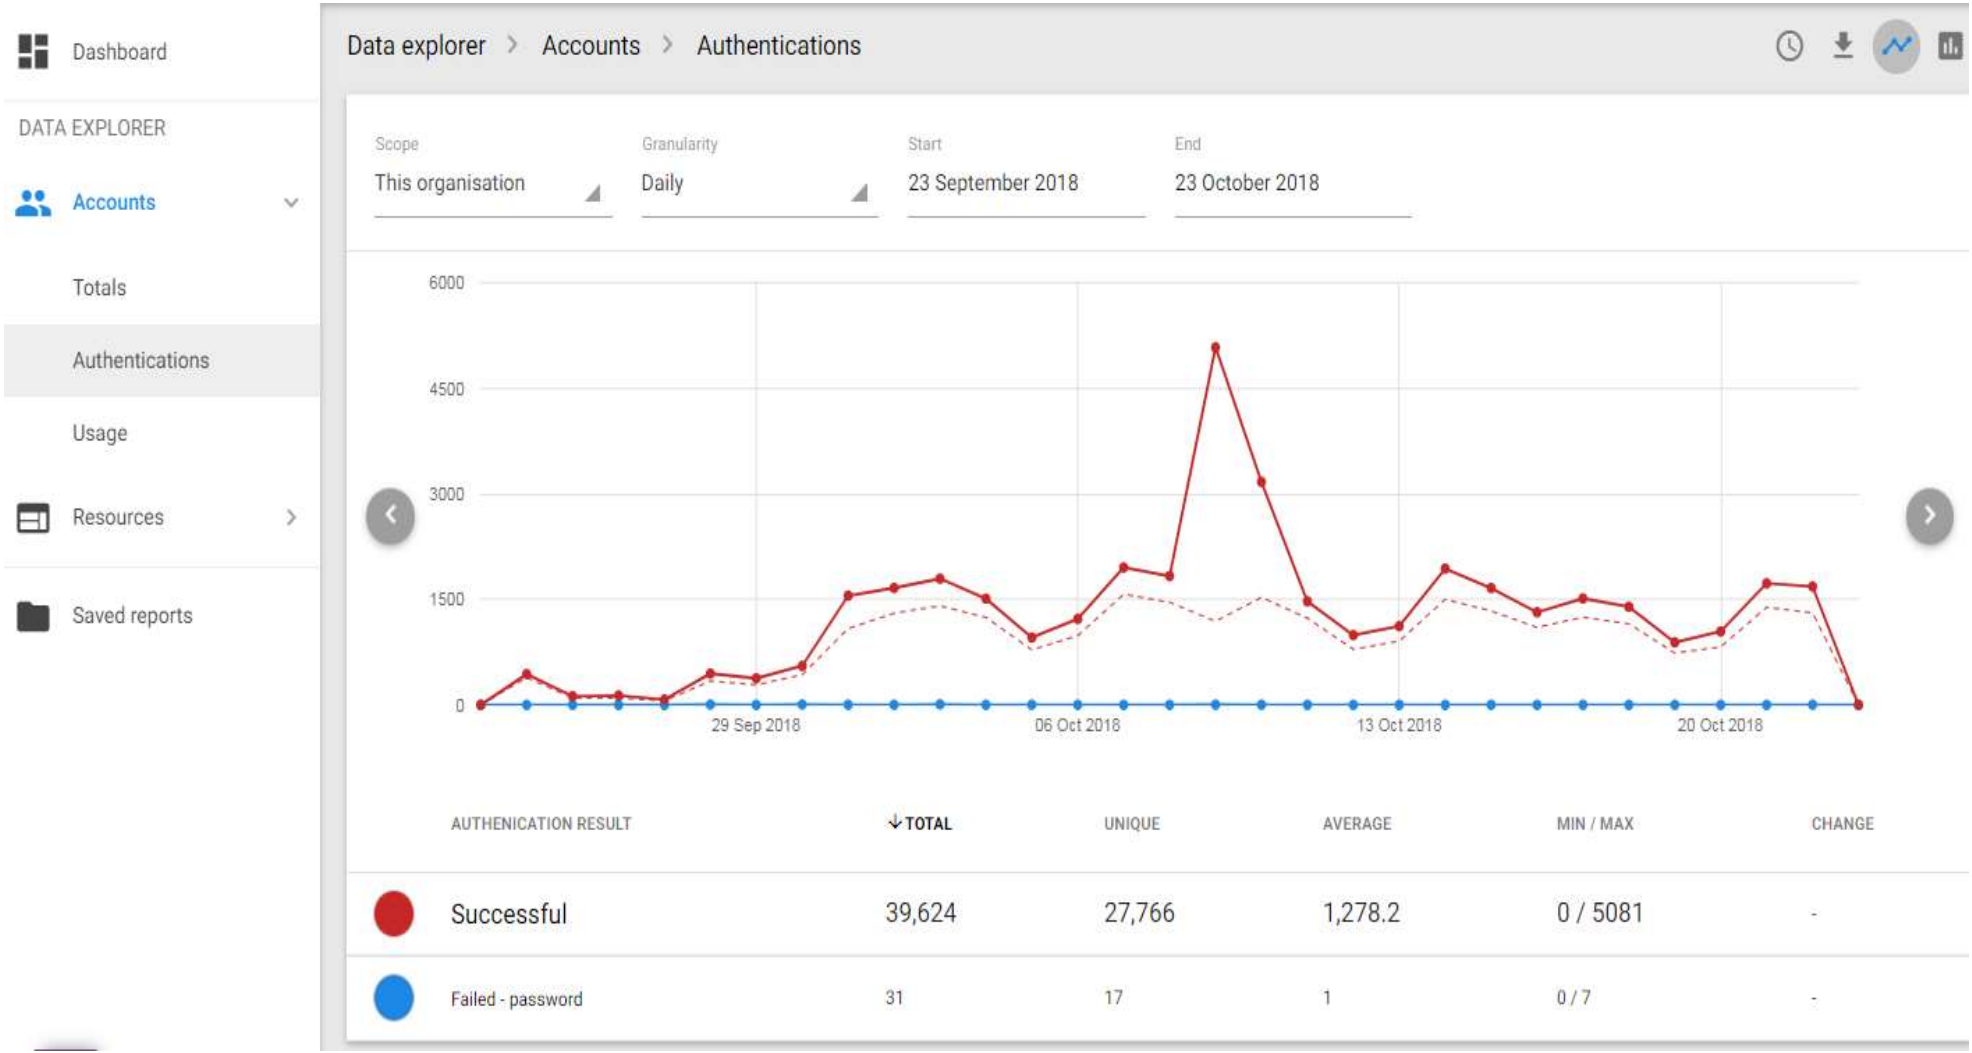 Dashboard
DATA EXPLORER
Accounts
Totals
Authentications
Usage
Resources
Saved reports
Data explorer > Accounts > Authentications
Scope
This organisation
Granularity
Daily
Start
23 September 2018
End
23 October 2018
6000
4500
3000
1500
0
29 Sep 2018 06 Oct 2018 13 Oct 2018 20 Oct 2018
AUTHENICATION RESULT TOTAL UNIQUE AVERAGE MIN / MAX CHANGE
Successful 39,624 27,766 1,278.2 0 / 5081 -
Failed - password 31 17 1 0 / 7 -